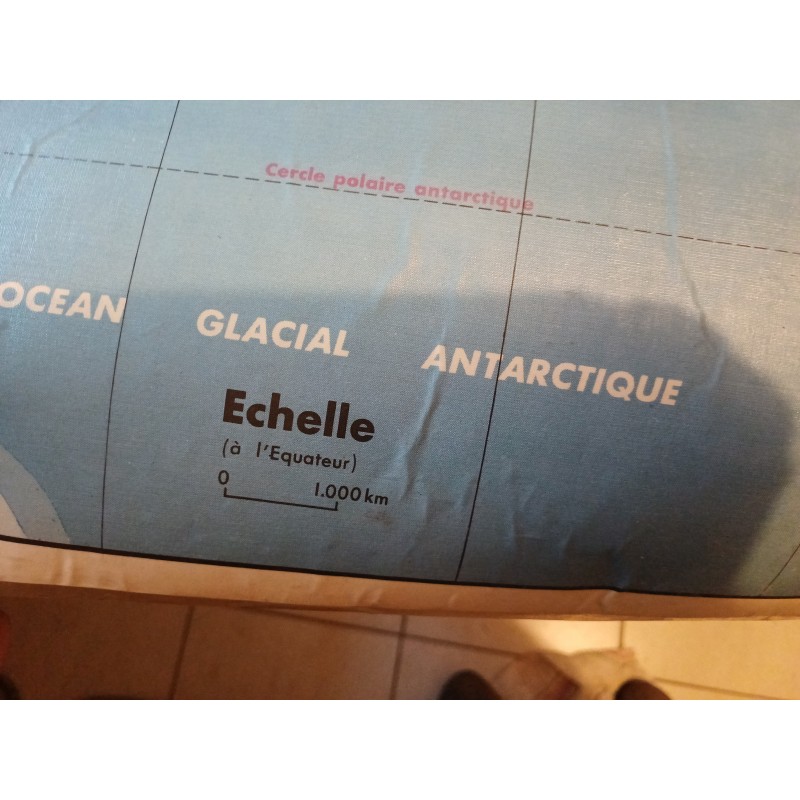 Cercle polaire antarctique
OCEAN GLACIAL ANTARCTIQUE
Echelle
(à l'Equateur)
0 1.000 km